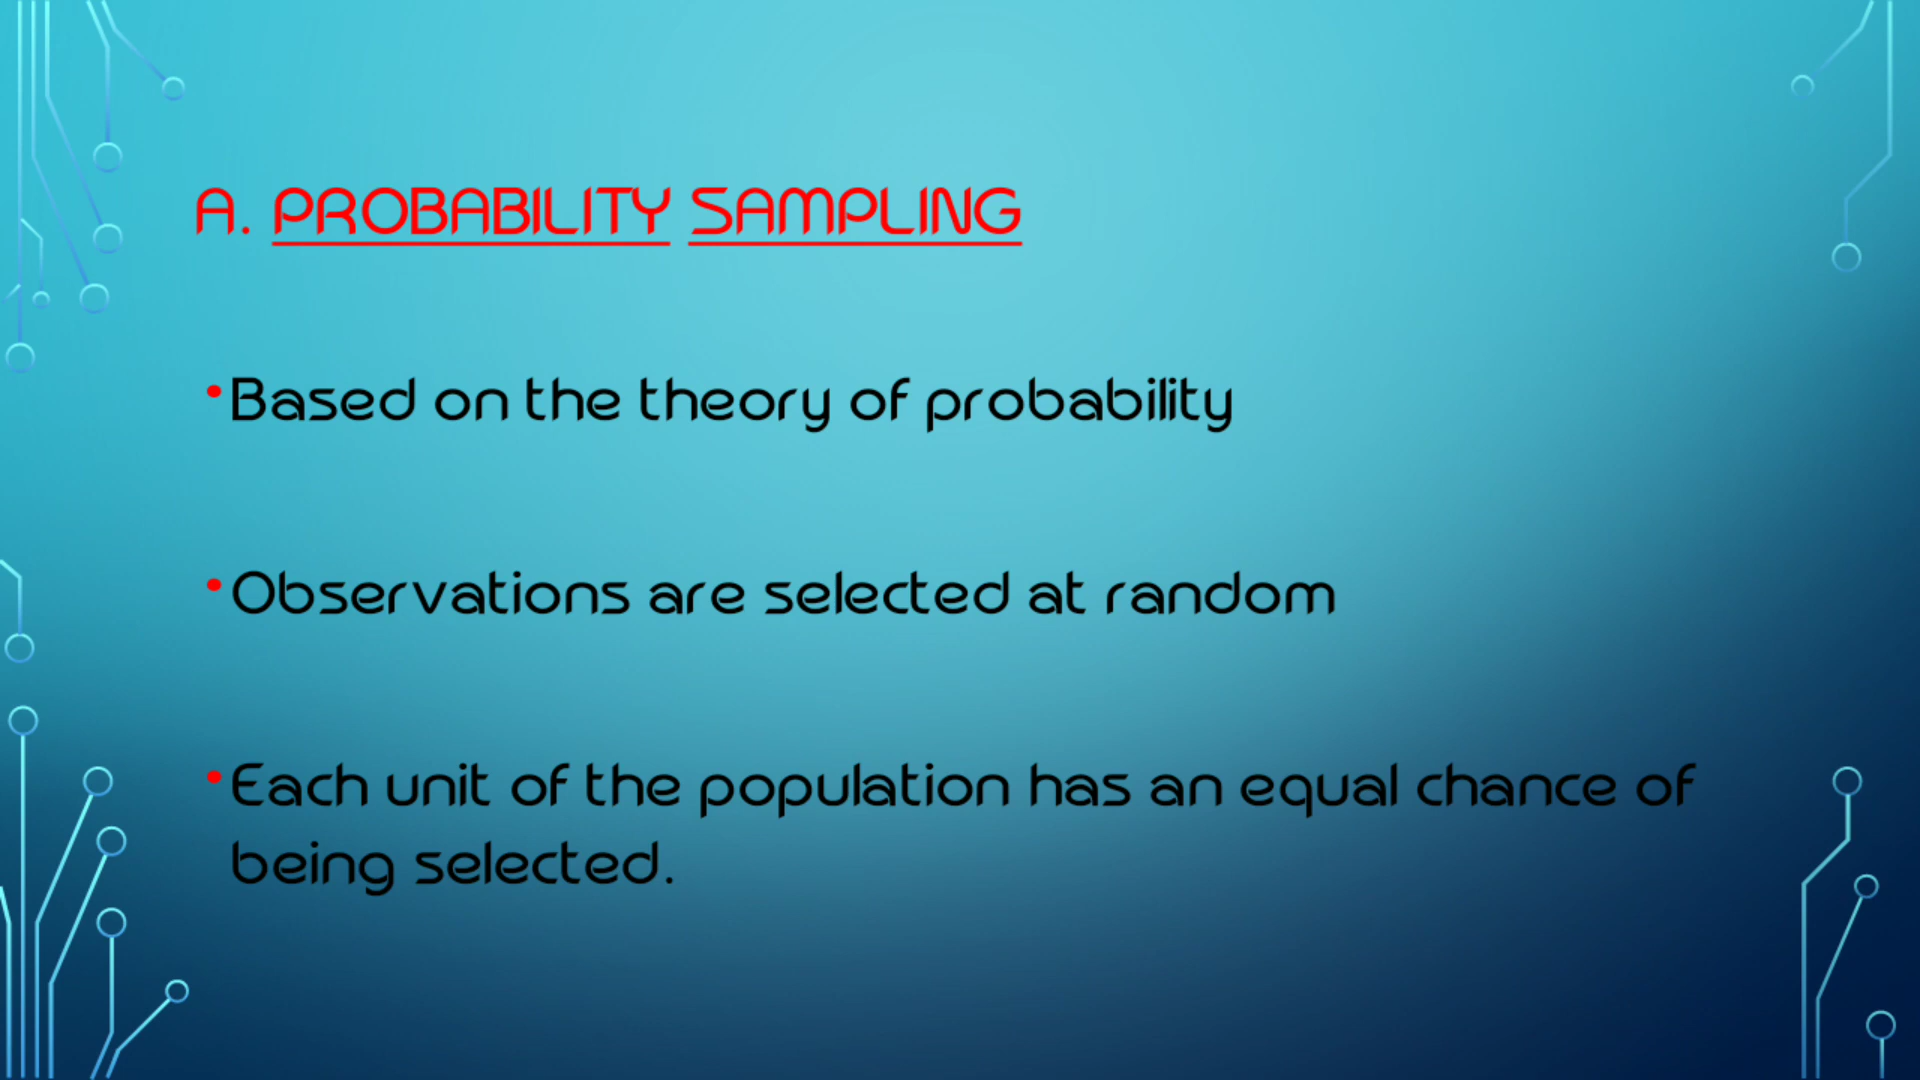 A. PROBABILITY SAMPLING
•Based on the theory of probability
•Observations are selected at random
•Each unit of the population has an equal chance of
being selected.